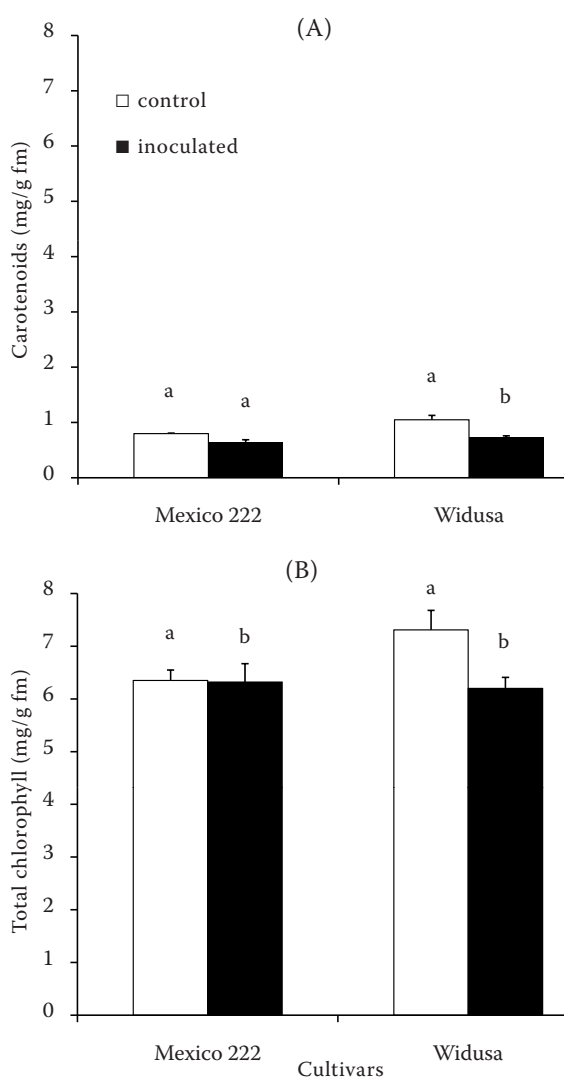 (A)
8
7
6
5
4
3
2
1
0
Carotenoids (mg/g fm)
control
inoculated
a
a
a
b
Mexico 222
Widusa
(B)
8
7
6
5
4
3
2
1
0
Total chlorophyll (mg/g fm)
a
b
a
b
Mexico 222
Widusa
Cultivars